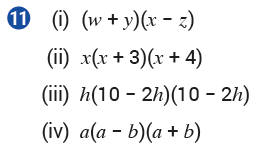 11 (i) (w + y)(x − z)
(ii) x(x + 3)(x + 4)
(iii) h(10 − 2h)(10 − 2h)
(iv) a(a − b)(a + b)